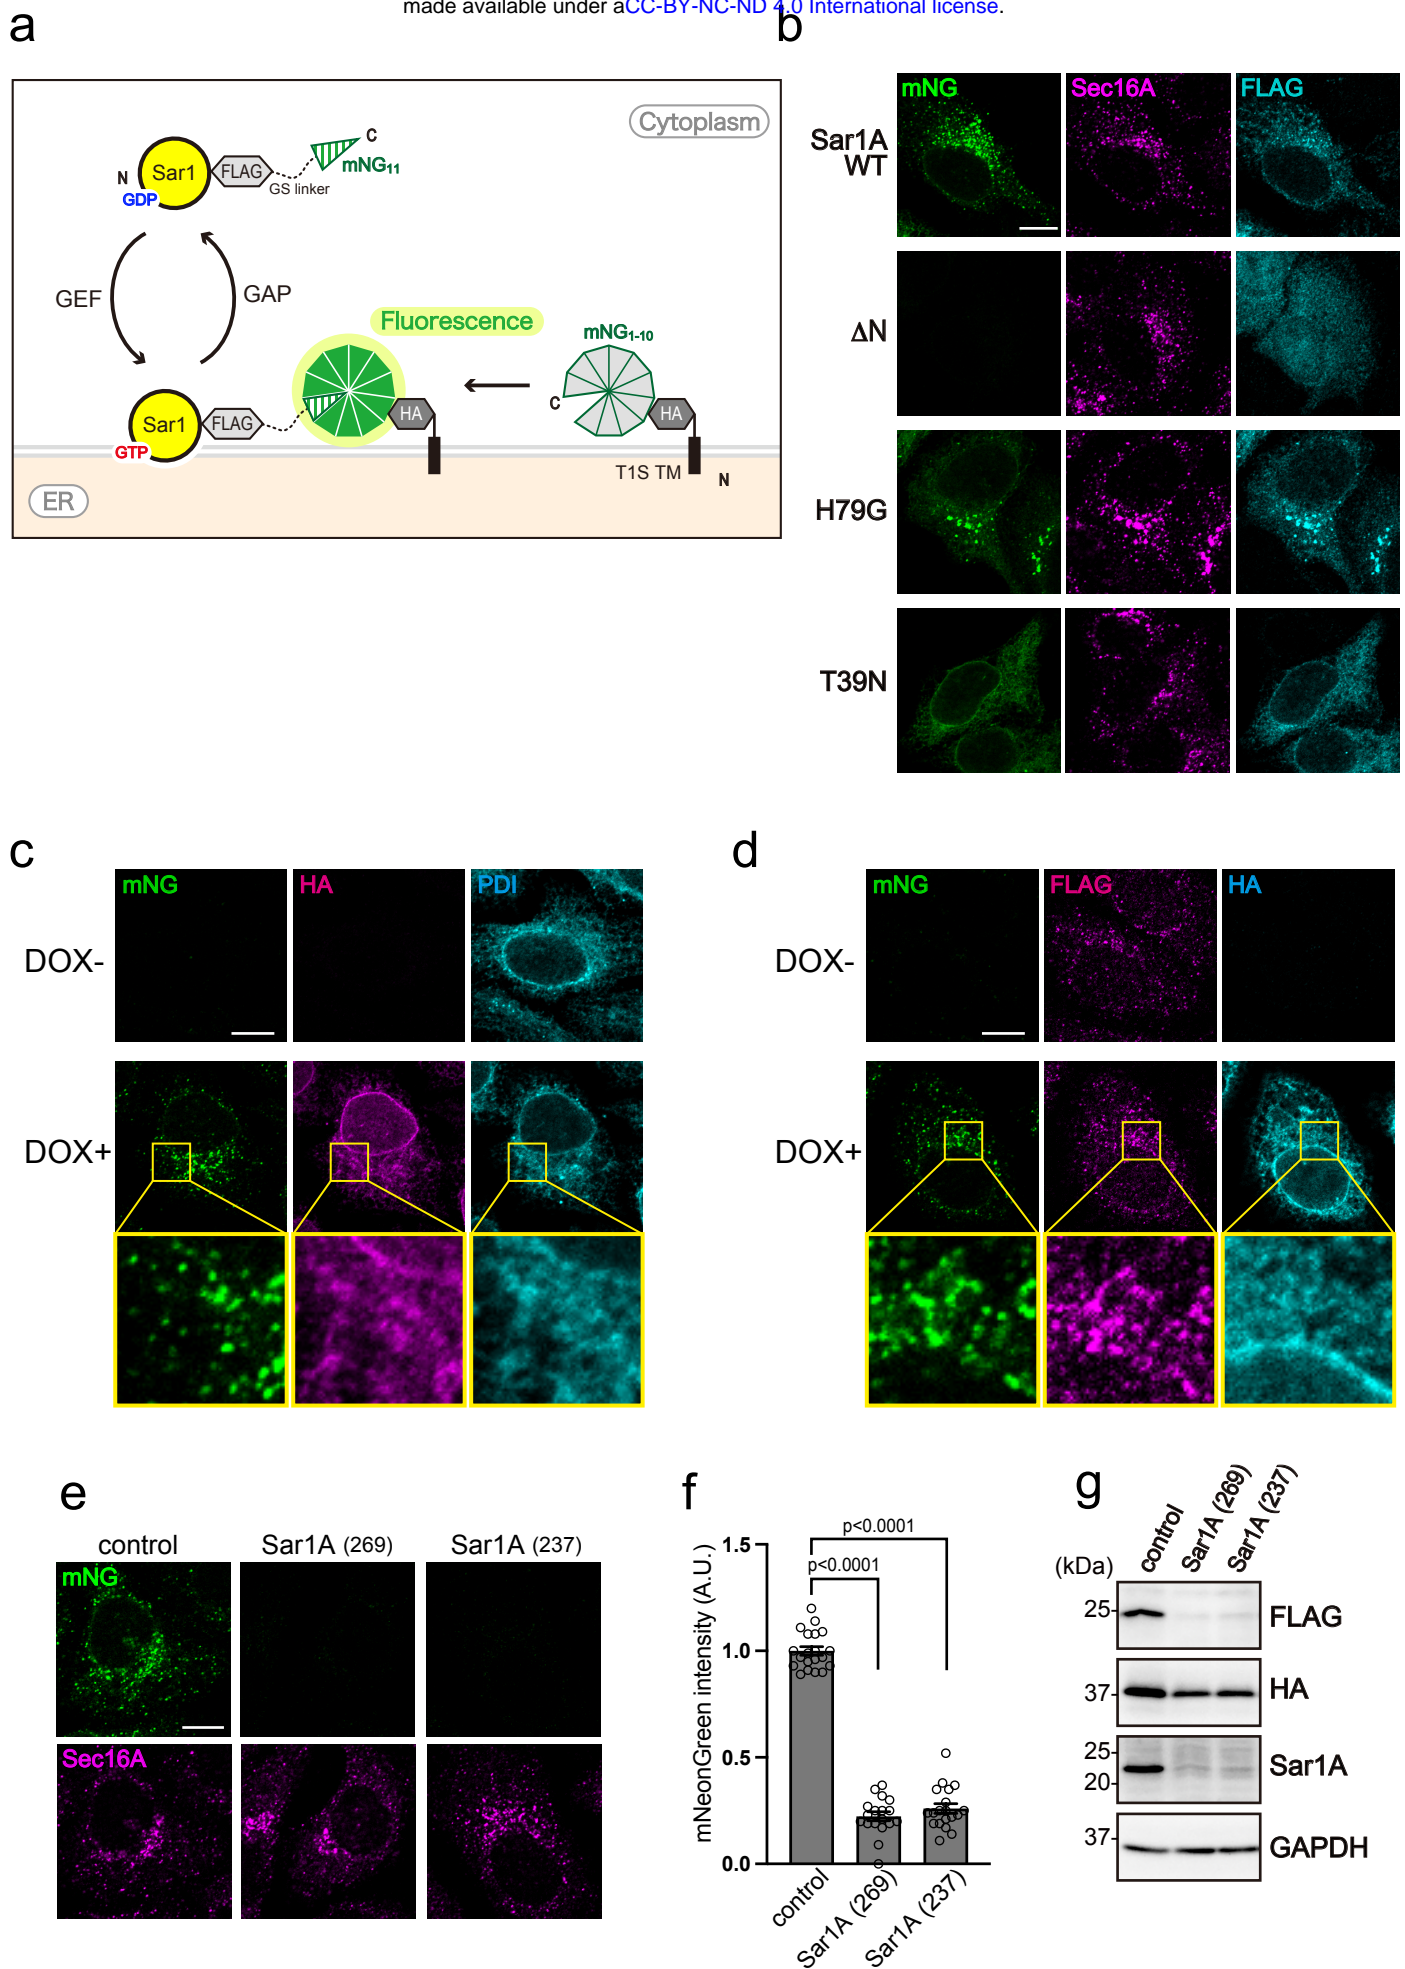 made available under aCC-BY-NC-ND 4.0 International license.
a
Cytoplasm
N
Sar1
GDP
FLAG
GS linker
mNG11
C
GEF
GAP
Fluorescence
mNG1-10
C
HA
Sar1
GTP
FLAG
HA
T1S TM
N
ER
b
mNG
Sec16A
FLAG
Sar1A
WT
ΔN
H79G
T39N
c
mNG
HA
PDI
DOX-
DOX+
d
mNG
FLAG
HA
DOX-
DOX+
e
control
Sar1A (269)
Sar1A (237)
mNG
Sec16A
f
mNeonGreen intensity (A.U.)
1.5
1.0
0.5
0.0
p<0.0001
p<0.0001
control
Sar1A (269)
Sar1A (237)
g
control
Sar1A (269)
Sar1A (237)
(kDa)
25
FLAG
37
HA
25
20
Sar1A
37
GAPDH